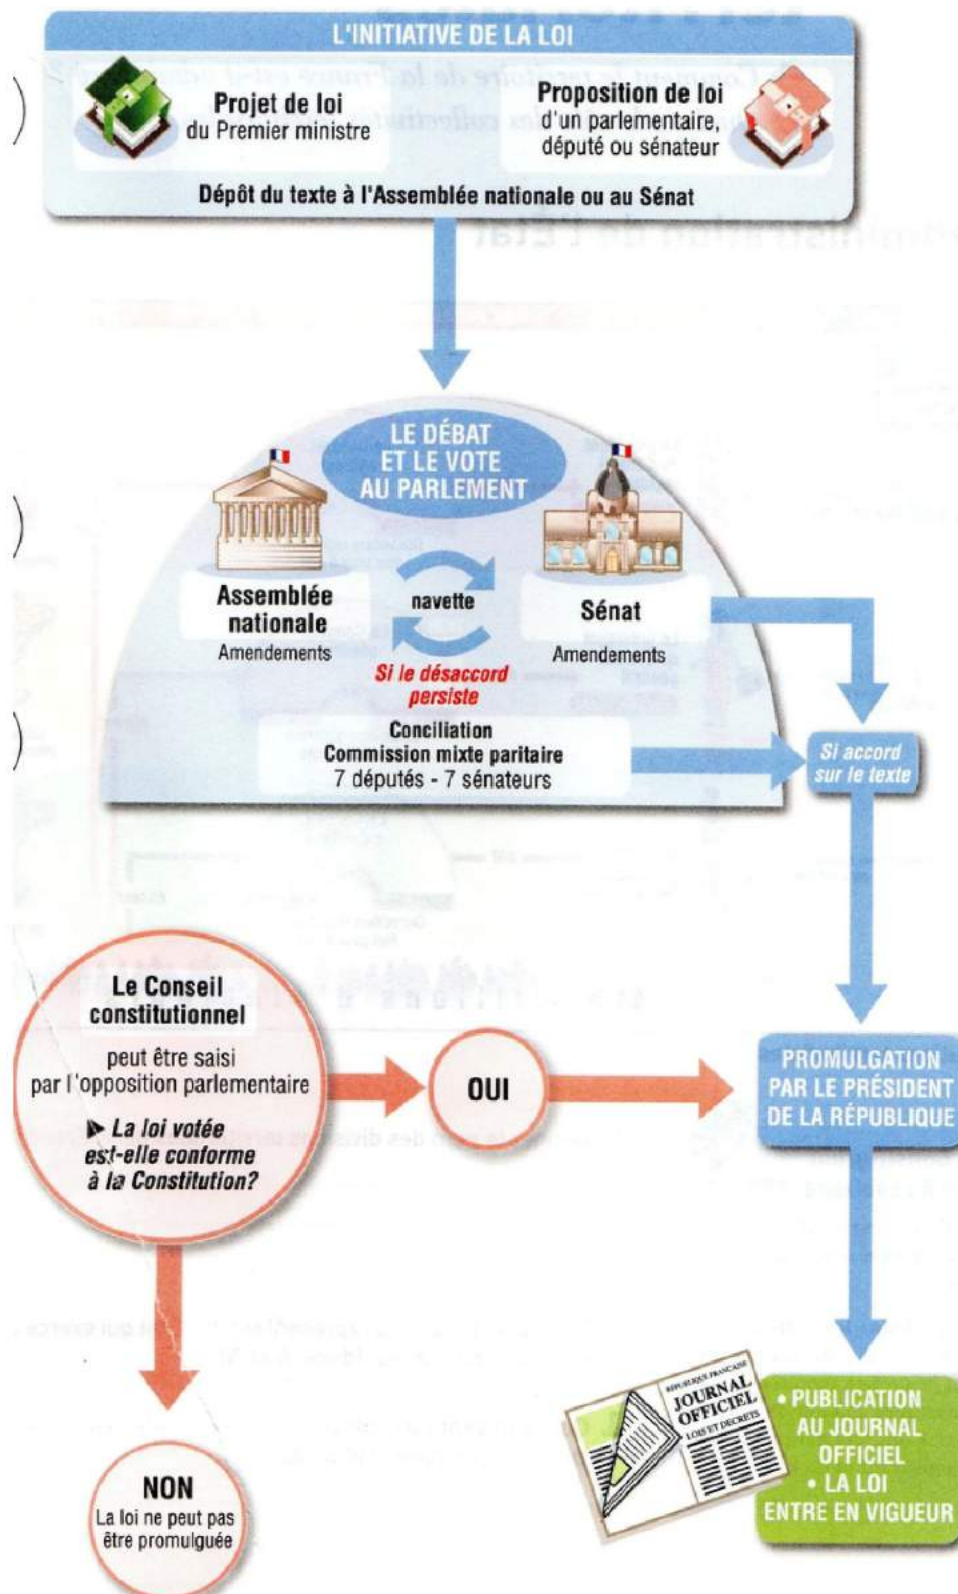 L'INITIATIVE DE LA LOI
Projet de loi
du Premier ministre
Proposition de loi
d'un parlementaire,
député ou sénateur
Dépôt du texte à l'Assemblée nationale ou au Sénat
LE DÉBAT
ET LE VOTE
AU PARLEMENT
Assemblée
nationale
Amendements
navette
Sénat
Amendements
Si le désaccord
persiste
Conciliation
Commission mixte paritaire
7 députés - 7 sénateurs
Si accord
sur le texte
Le Conseil
constitutionnel
peut être saisi
par l'opposition parlementaire
▶ La loi votée
est-elle conforme
à la Constitution?
OUI
PROMULGATION
PAR LE PRÉSIDENT
DE LA RÉPUBLIQUE
NON
La loi ne peut pas
être promulguée
RÉPUBLIQUE FRANÇAISE
JOURNAL
OFFICIEL
LOIS ET DECRETS
• PUBLICATION
AU JOURNAL
OFFICIEL
• LA LOI
ENTRE EN VIGUEUR